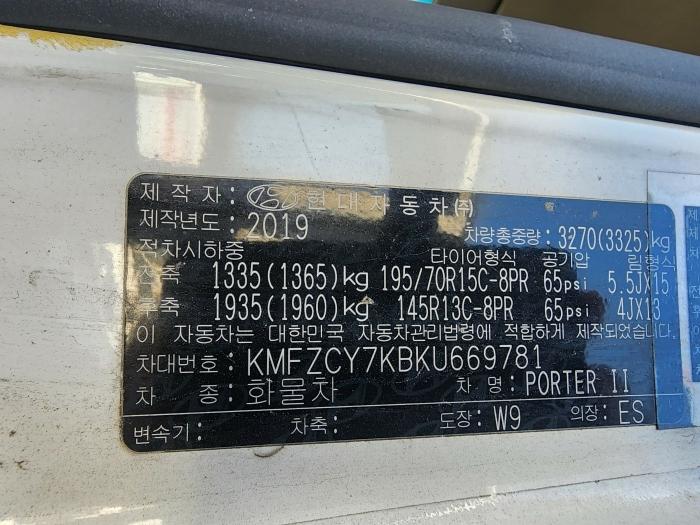 제 작 자 : 현대자동차㈜
제작년도 : 2019 차량총중량: 3270(3325)kg
적차시하중 타이어형식 공기압 림형식
전축 1335(1365)kg 195/70R15C-8PR 65psi 5.5JX15
후축 1935(1960)kg 145R13C-8PR 65psi 4JX13
이 자동차는 대한민국 자동차관리법령에 적합하게 제작되었습니다.
차대번호 : KMFZCY7KBKU669781
차 종 : 화물차 차 명 : PORTER II
변속기 : 차축 : 도장 : W9 의장 : ES